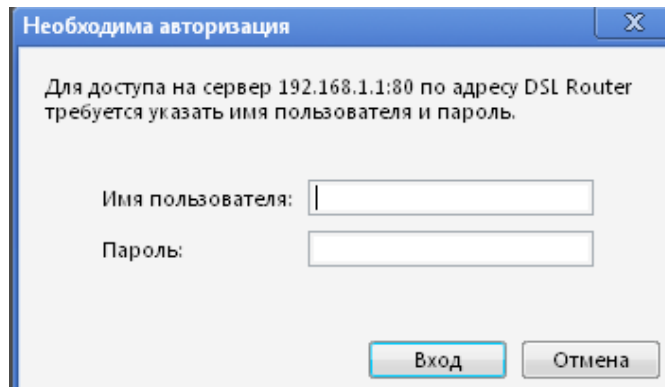 Необходима авторизация
Для доступа на сервер 192.168.1.1:80 по адресу DSL Router
требуется указать имя пользователя и пароль.
Имя пользователя:
Пароль:
Вход Отмена